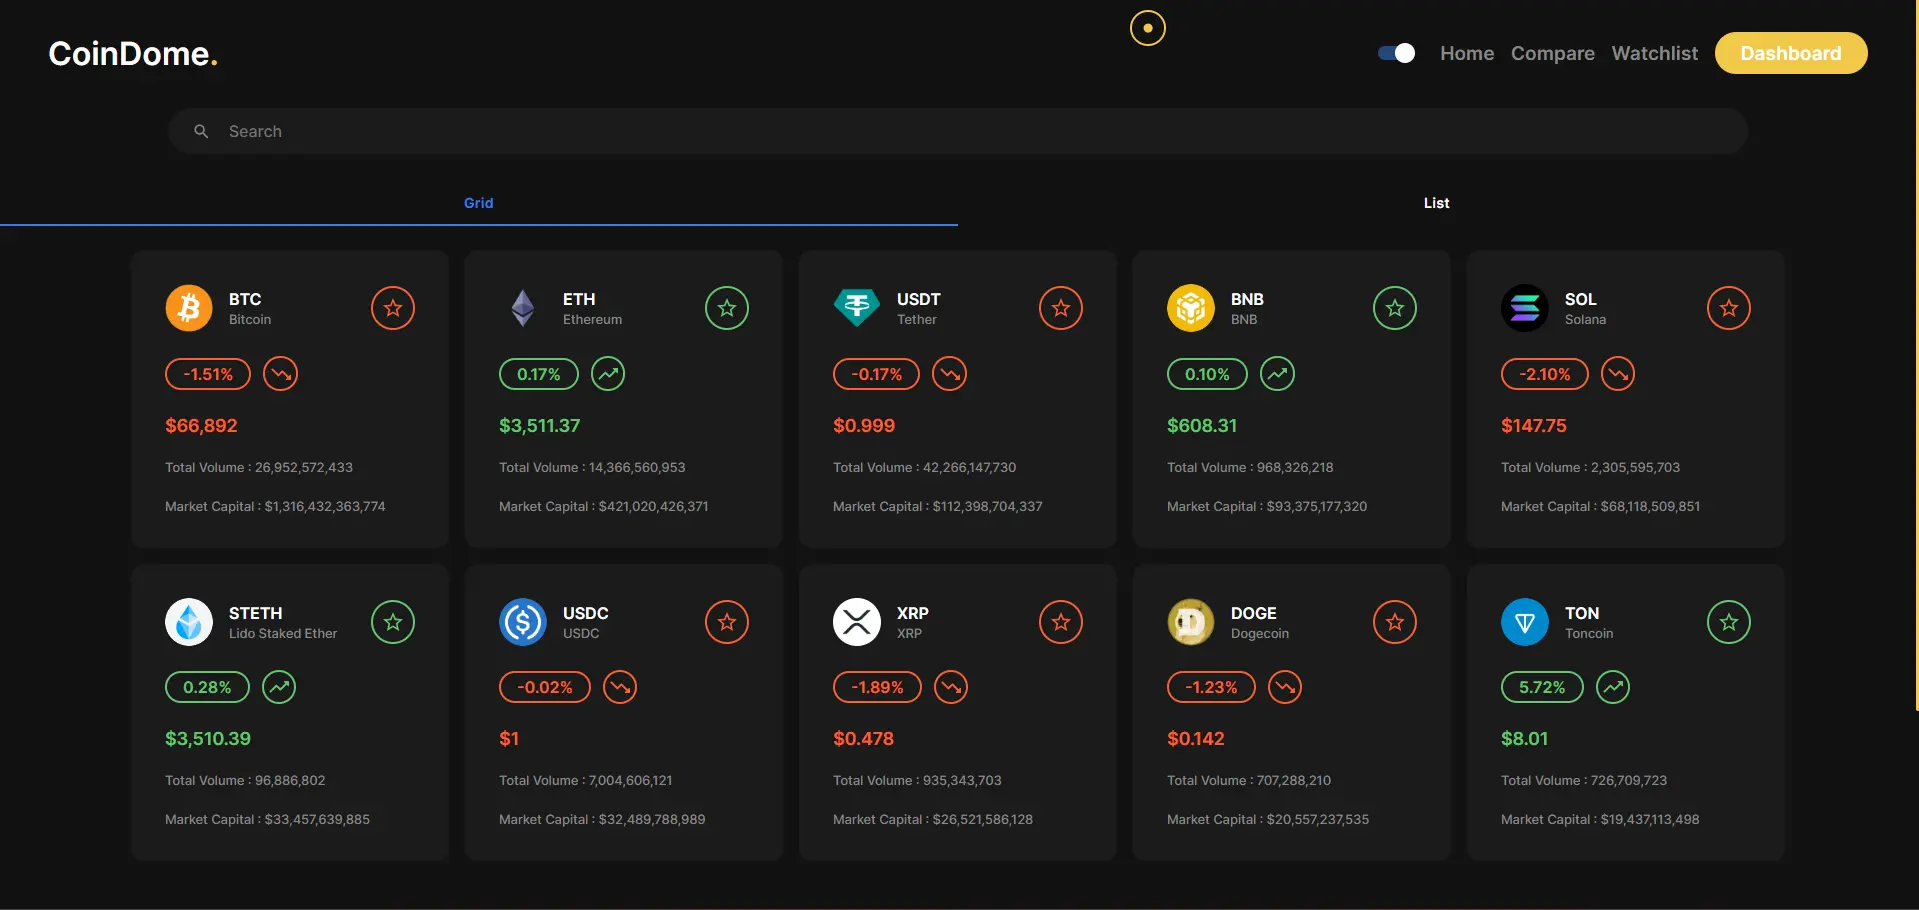 CoinDome.
Home Compare Watchlist Dashboard
Search
Grid
List
BTC
Bitcoin
-1.51%
$66,892
Total Volume : 26,952,572,433
Market Capital : $1,316,432,363,774
ETH
Ethereum
0.17%
$3,511.37
Total Volume : 14,366,560,953
Market Capital : $421,020,426,371
USDT
Tether
-0.17%
$0.999
Total Volume : 42,266,147,730
Market Capital : $112,398,704,337
BNB
BNB
0.10%
$608.31
Total Volume : 968,326,218
Market Capital : $93,375,177,320
SOL
Solana
-2.10%
$147.75
Total Volume : 2,305,595,703
Market Capital : $68,118,509,851
STETH
Lido Staked Ether
0.28%
$3,510.39
Total Volume : 96,886,802
Market Capital : $33,457,639,885
USDC
USDC
-0.02%
$1
Total Volume : 7,004,606,121
Market Capital : $32,489,788,989
XRP
XRP
-1.89%
$0.478
Total Volume : 935,343,703
Market Capital : $26,521,586,128
DOGE
Dogecoin
-1.23%
$0.142
Total Volume : 707,288,210
Market Capital : $20,557,237,535
TON
Toncoin
5.72%
$8.01
Total Volume : 726,709,723
Market Capital : $19,437,113,498